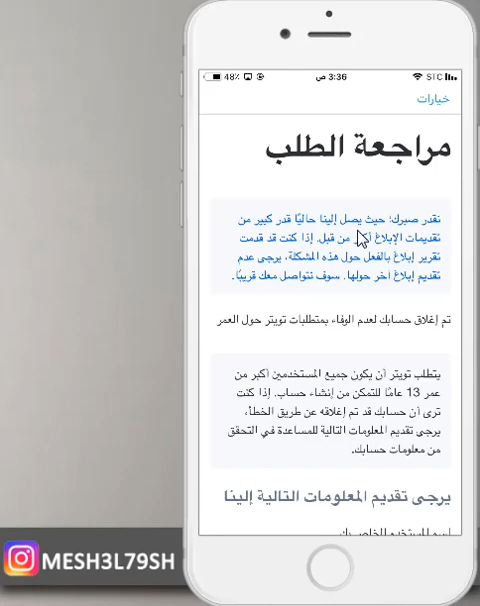 48٪ 3:36 ص STC
خيارات
مراجعة الطلب
نقدر صبرك؛ حيث يصل إلينا حاليًا قدر كبير من
تقديمات الإبلاغ من قبل. إذا كنت قد قدمت
تقرير إبلاغ بالفعل حول هذه المشكلة، يرجى عدم
تقديم إبلاغ آخر حولها. سوف نتواصل معك قريبًا.
تم إغلاق حسابك لعدم الوفاء بمتطلبات تويتر حول العمر
يتطلب تويتر أن يكون جميع المستخدمين أكبر من
عمر 13 عامًا للتمكن من إنشاء حساب. إذا كنت
ترى أن حسابك قد تم إغلاقه عن طريق الخطأ،
يرجى تقديم المعلومات التالية للمساعدة في التحقق
من معلومات حسابك.
يرجى تقديم المعلومات التالية إلينا
MESH3L79SH